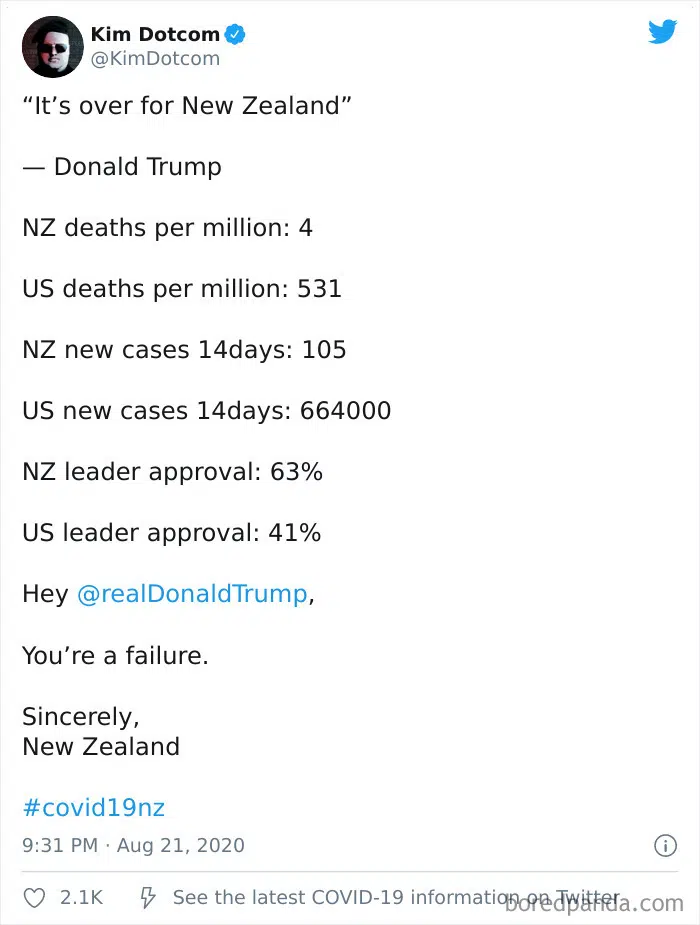 Kim Dotcom
@KimDotcom
“It’s over for New Zealand”
— Donald Trump
NZ deaths per million: 4
US deaths per million: 531
NZ new cases 14days: 105
US new cases 14days: 664000
NZ leader approval: 63%
US leader approval: 41%
Hey @realDonaldTrump,
You’re a failure.
Sincerely,
New Zealand
#covid19nz
9:31 PM · Aug 21, 2020
2.1K See the latest COVID-19 information on Twitter
boredpanda.com